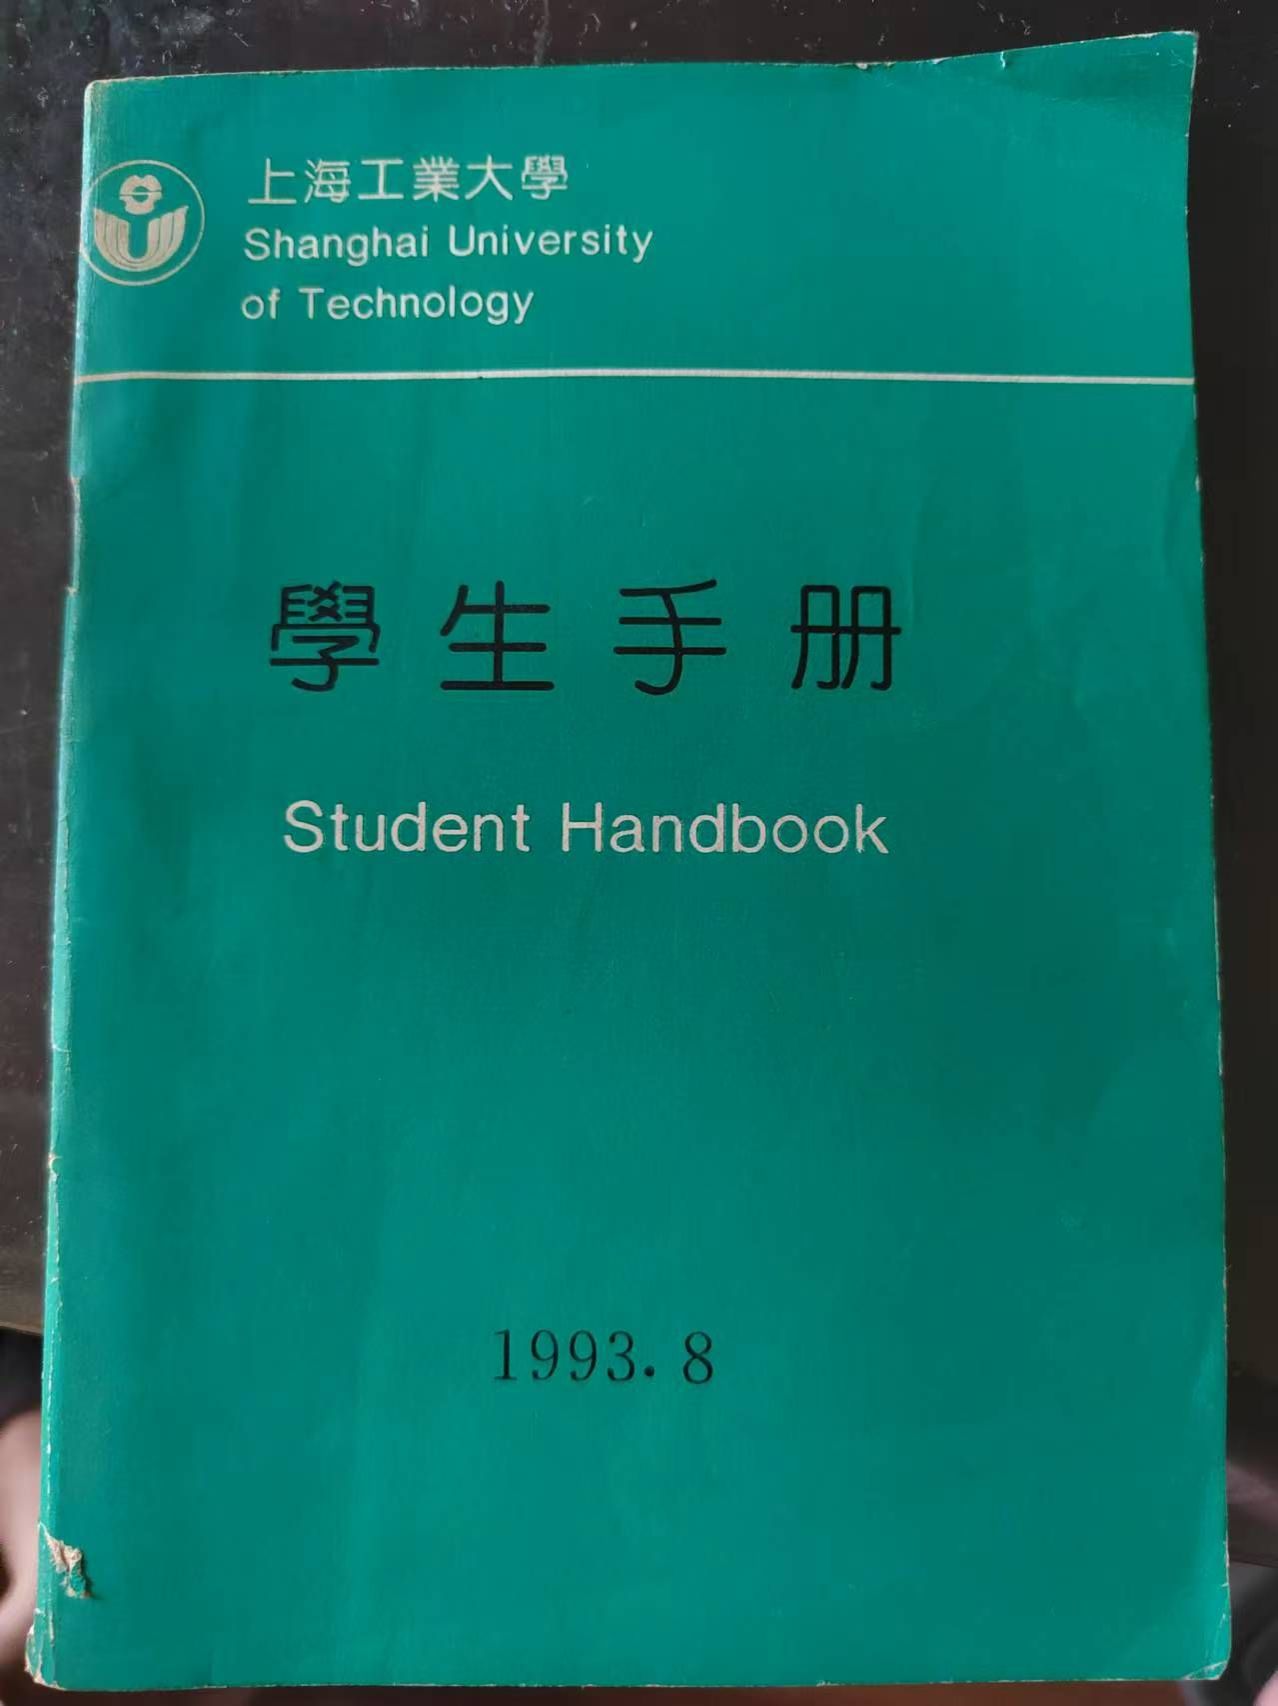 上海工業大學
Shanghai University
of Technology
學生手册
Student Handbook
1993.8